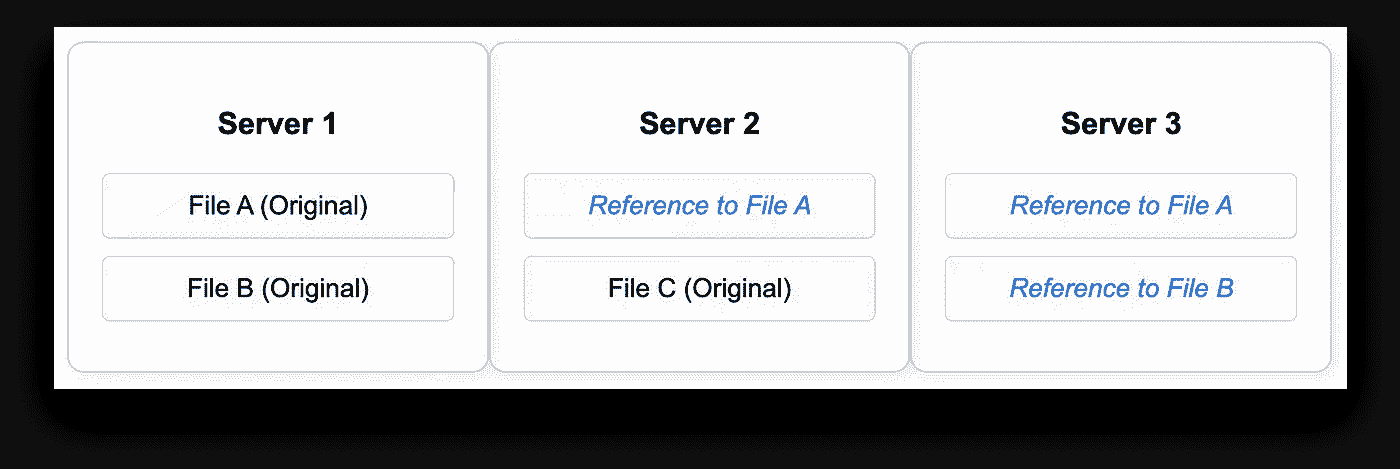 Server 1
File A (Original)
File B (Original)
Server 2
Reference to File A
File C (Original)
Server 3
Reference to File A
Reference to File B